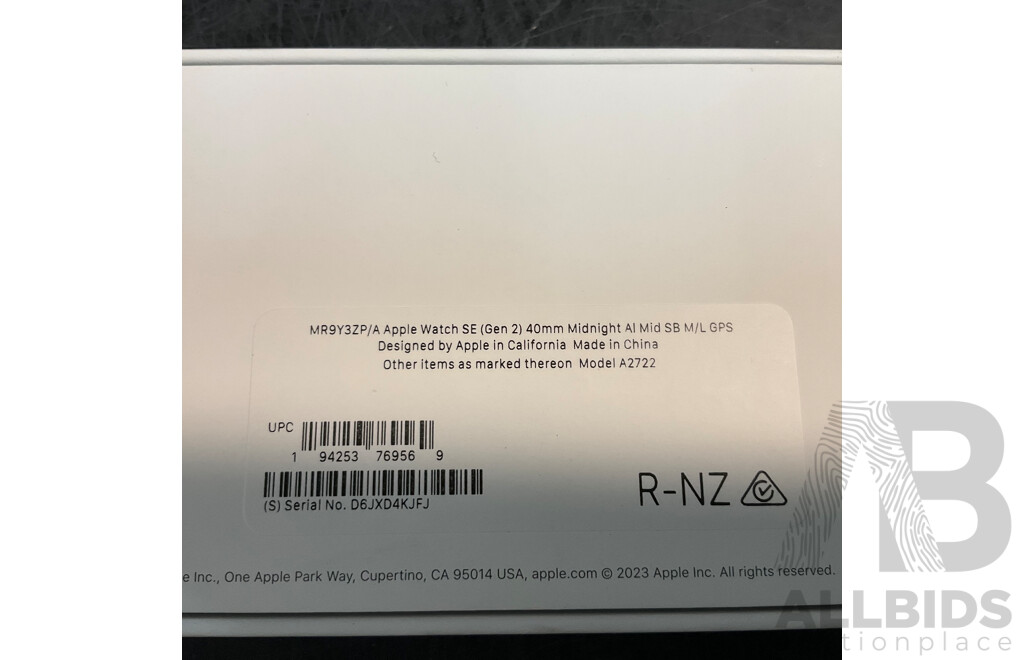 MR9Y3ZP/A Apple Watch SE (Gen 2) 40mm Midnight Al Mid SB M/L GPS
Designed by Apple in California Made in China
Other items as marked thereon Model A2722
UPC
1 94253 76956 9
(S) Serial No. D6JXD4KJFJ
R-NZ
e Inc., One Apple Park Way, Cupertino, CA 95014 USA, apple.com © 2023 Apple Inc. All rights reserved.
AB
ALLBIDS
tionplace